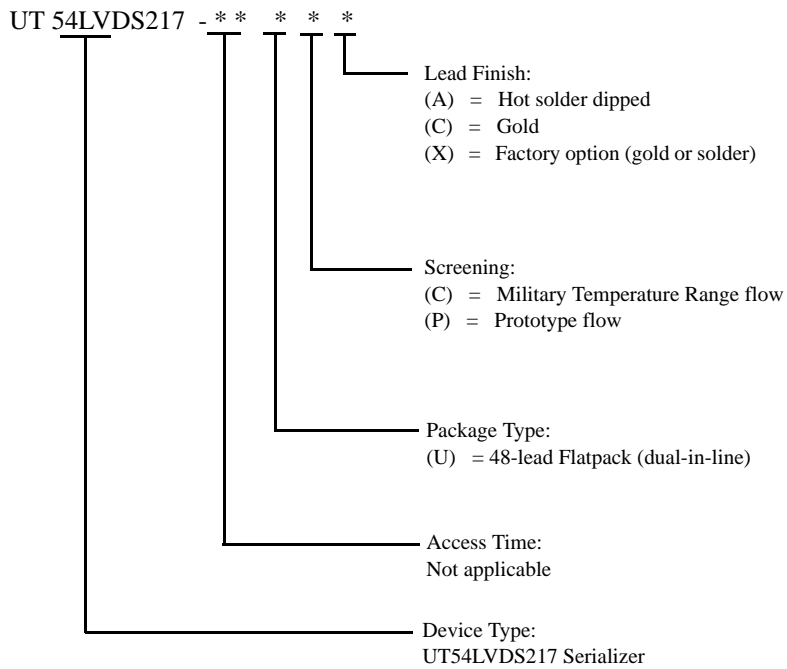 UT 54LVDS217 - * * * * *
Lead Finish:
(A) = Hot solder dipped
(C) = Gold
(X) = Factory option (gold or solder)
Screening:
(C) = Military Temperature Range flow
(P) = Prototype flow
Package Type:
(U) = 48-lead Flatpack (dual-in-line)
Access Time:
Not applicable
Device Type:
UT54LVDS217 Serializer